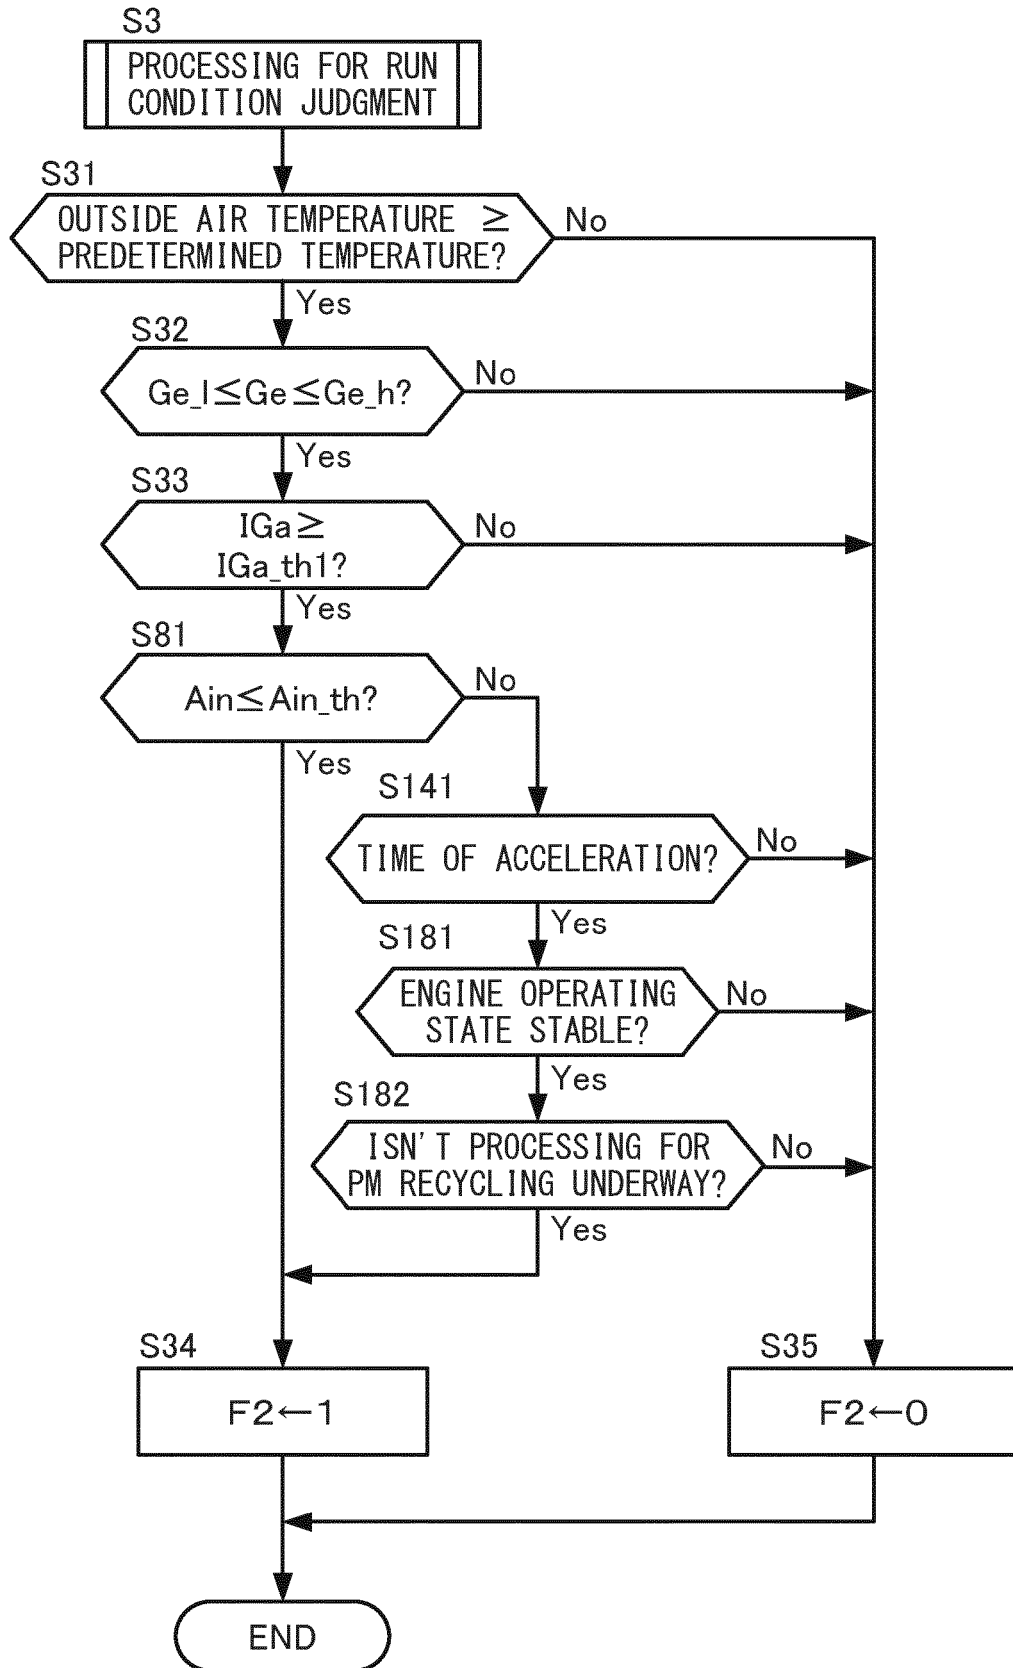 S3
PROCESSING FOR RUN
CONDITION JUDGMENT
S31
OUTSIDE AIR TEMPERATURE ≥
PREDETERMINED TEMPERATURE?
No
Yes
S32
Ge_l≤Ge≤Ge_h?
No
Yes
S33
IGa≥
IGa_th1?
No
Yes
S81
Ain≤Ain_th?
No
Yes
S141
TIME OF ACCELERATION?
No
Yes
S181
ENGINE OPERATING
STATE STABLE?
No
Yes
S182
ISN'T PROCESSING FOR
PM RECYCLING UNDERWAY?
No
Yes
S34
F2←1
S35
F2←0
END